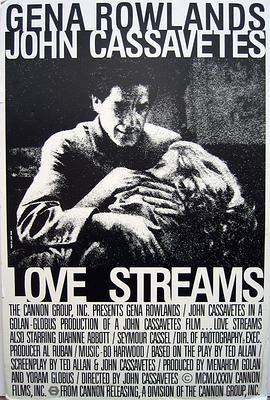 GENA ROWLANDS
JOHN CASSAVETES
LOVE STREAMS
THE CANNON GROUP, INC. PRESENTS GENA ROWLANDS / JOHN CASSAVETES IN A
GOLAN-GLOBUS PRODUCTION OF A JOHN CASSAVETES FILM...LOVE STREAMS
ALSO STARRING DIAHNNE ABBOTT / SEYMOUR CASSEL / DIR. OF PHOTOGRAPHY-EXEC.
PRODUCER AL RUBAN / MUSIC-BO HARWOOD / BASED ON THE PLAY BY TED ALLAN /
SCREENPLAY BY TED ALLAN & JOHN CASSAVETES / PRODUCED BY MENAHEM GOLAN
AND YORAM GLOBUS / DIRECTED BY JOHN CASSAVETES © MCMLXXXIV CANNON
FILMS, INC. FROM CANNON RELEASING, A DIVISION OF THE CANNON GROUP, INC.